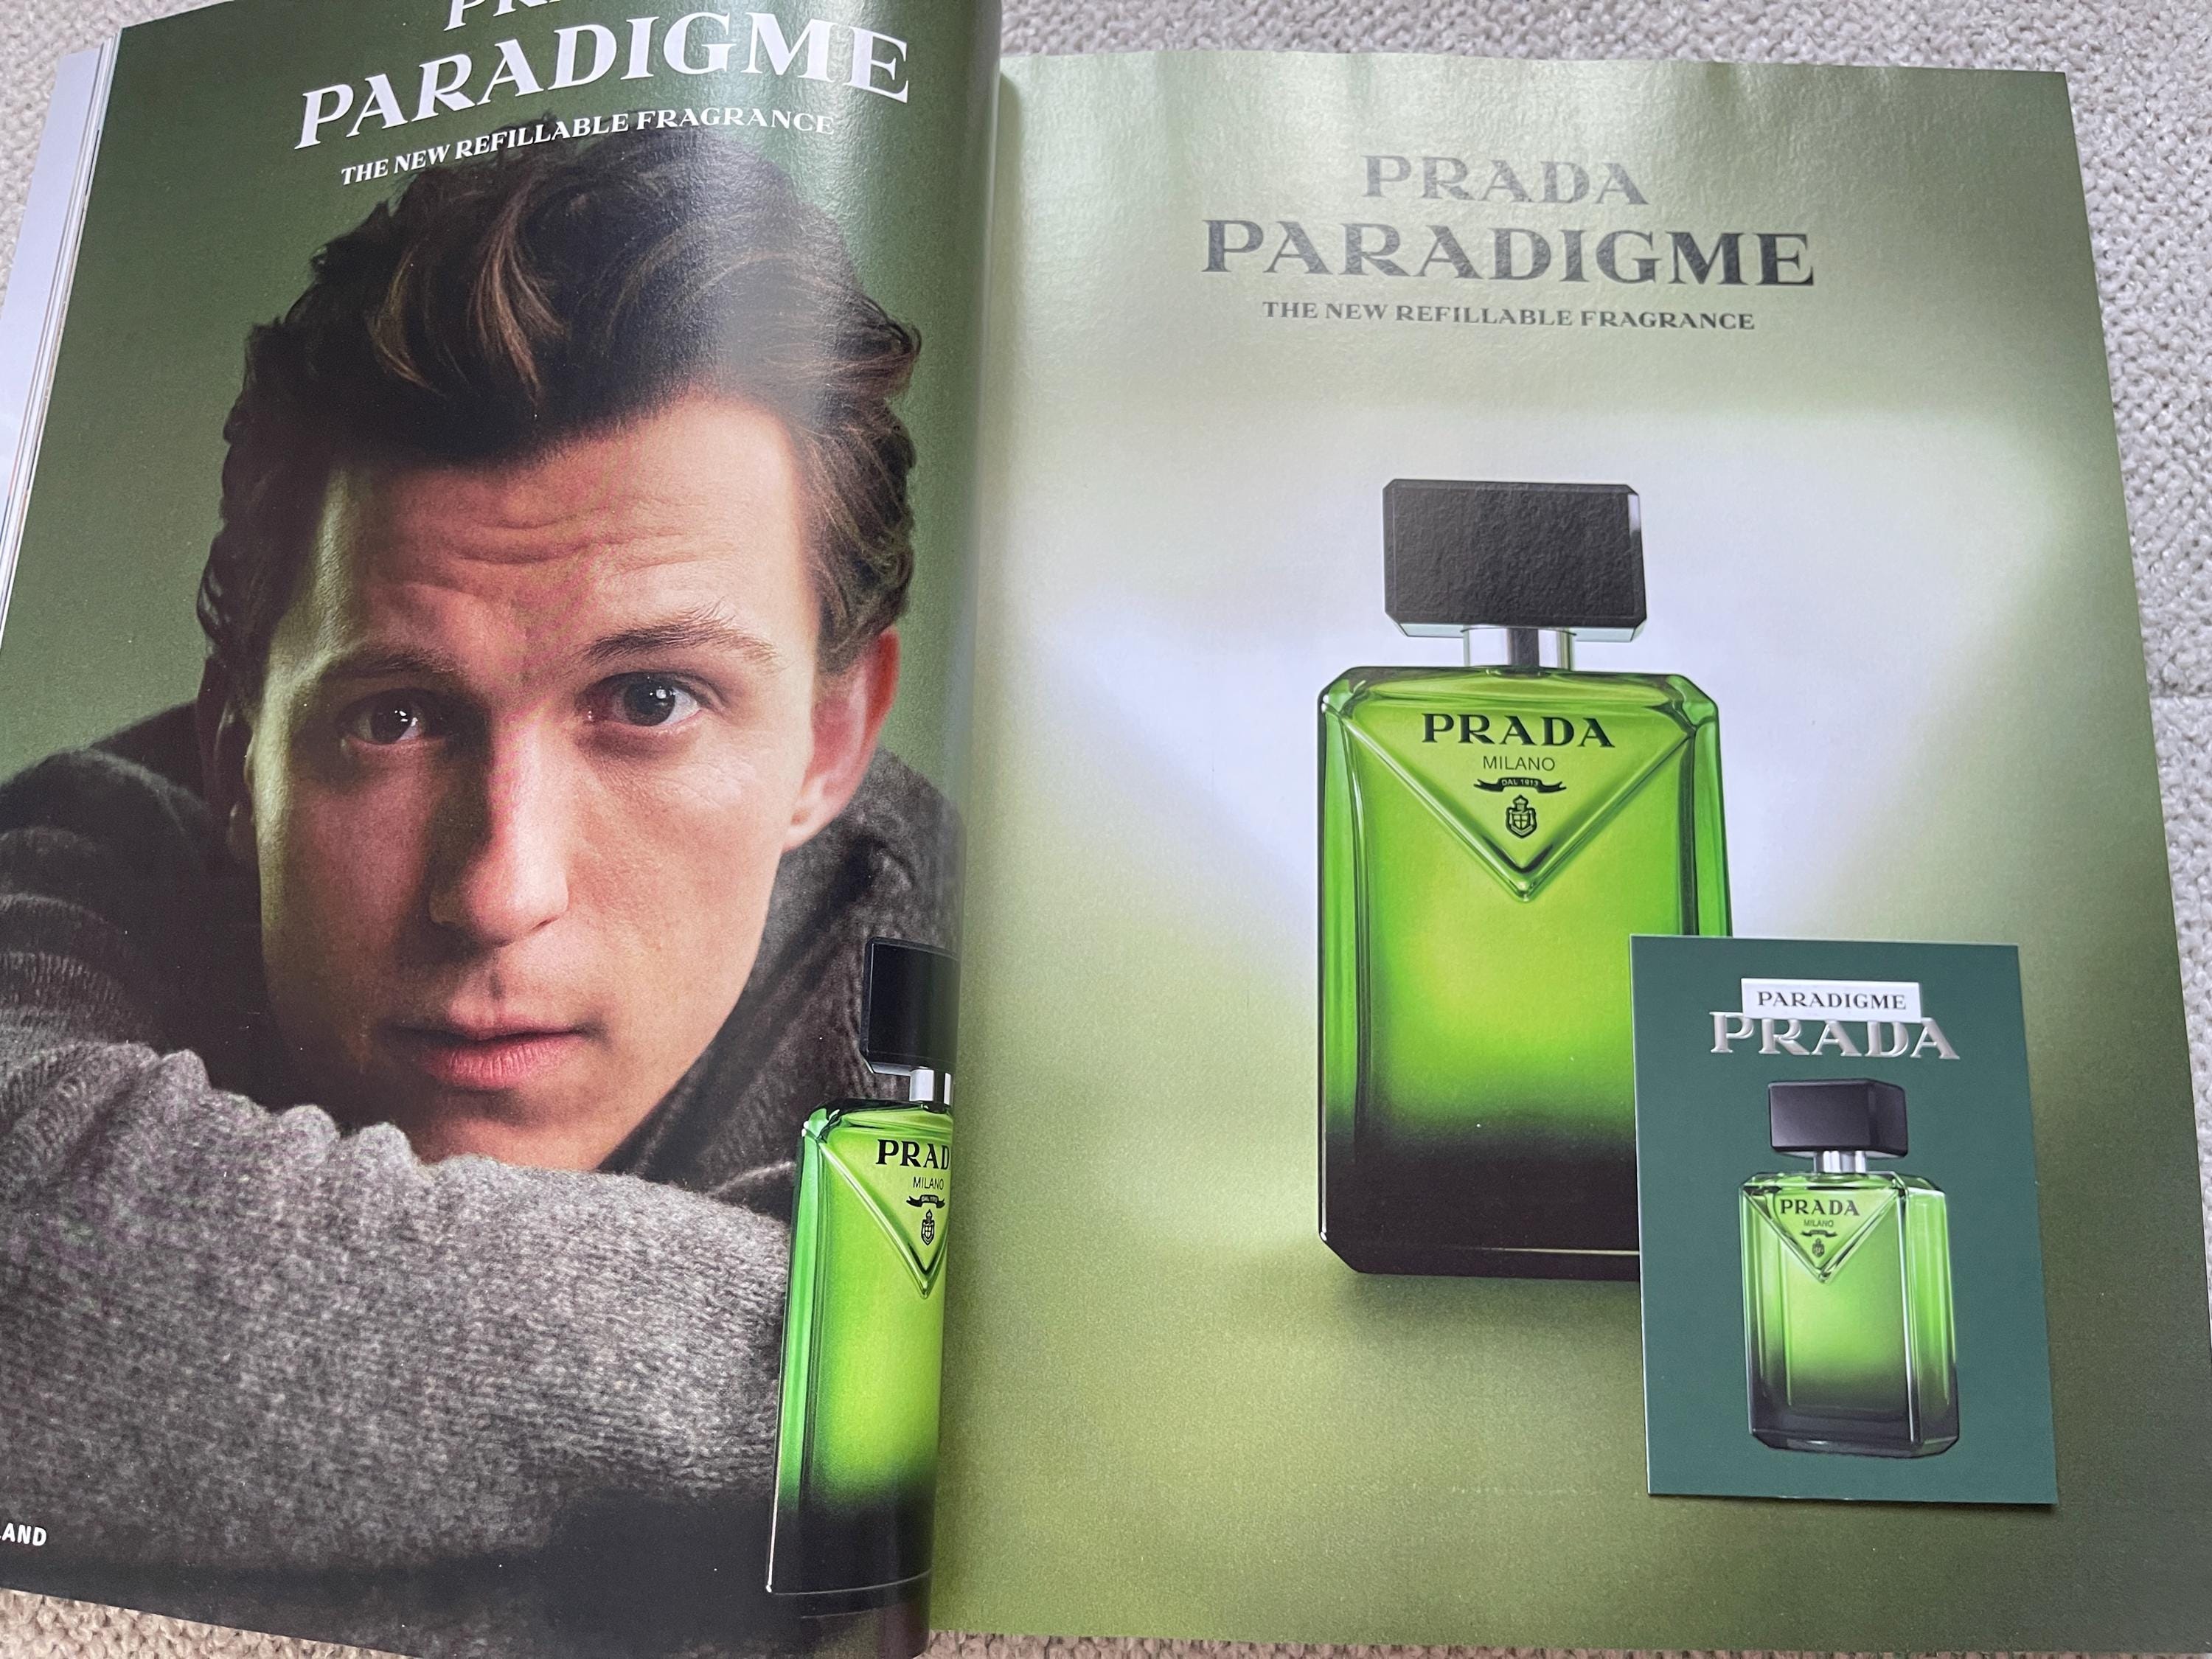 PARADIGME
THE NEW REFILLABLE FRAGRANCE
PRAD
MILANO
LAND
PRADA
PARADIGME
THE NEW REFILLABLE FRAGRANCE
PRADA
MILANO
DAL 1913
PARADIGME
PRADA
PRADA
MILANO